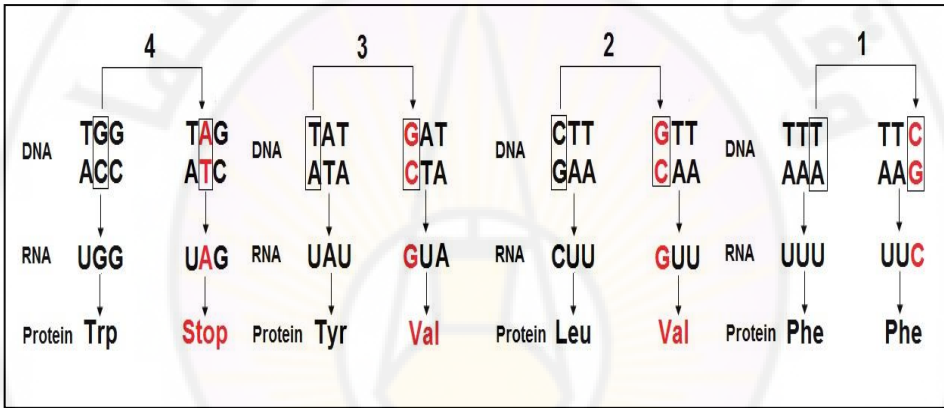 4 3 2 1
DNA TGG TAG DNA TAT GAT DNA CTT GTT DNA TTT TTC
ACC ATC ATA CTA GAA CAA AAA AAG
RNA UGG UAG RNA UAU GUA RNA CUU GUU RNA UUU UUC
Protein Trp Stop Protein Tyr Val Protein Leu Val Protein Phe Phe